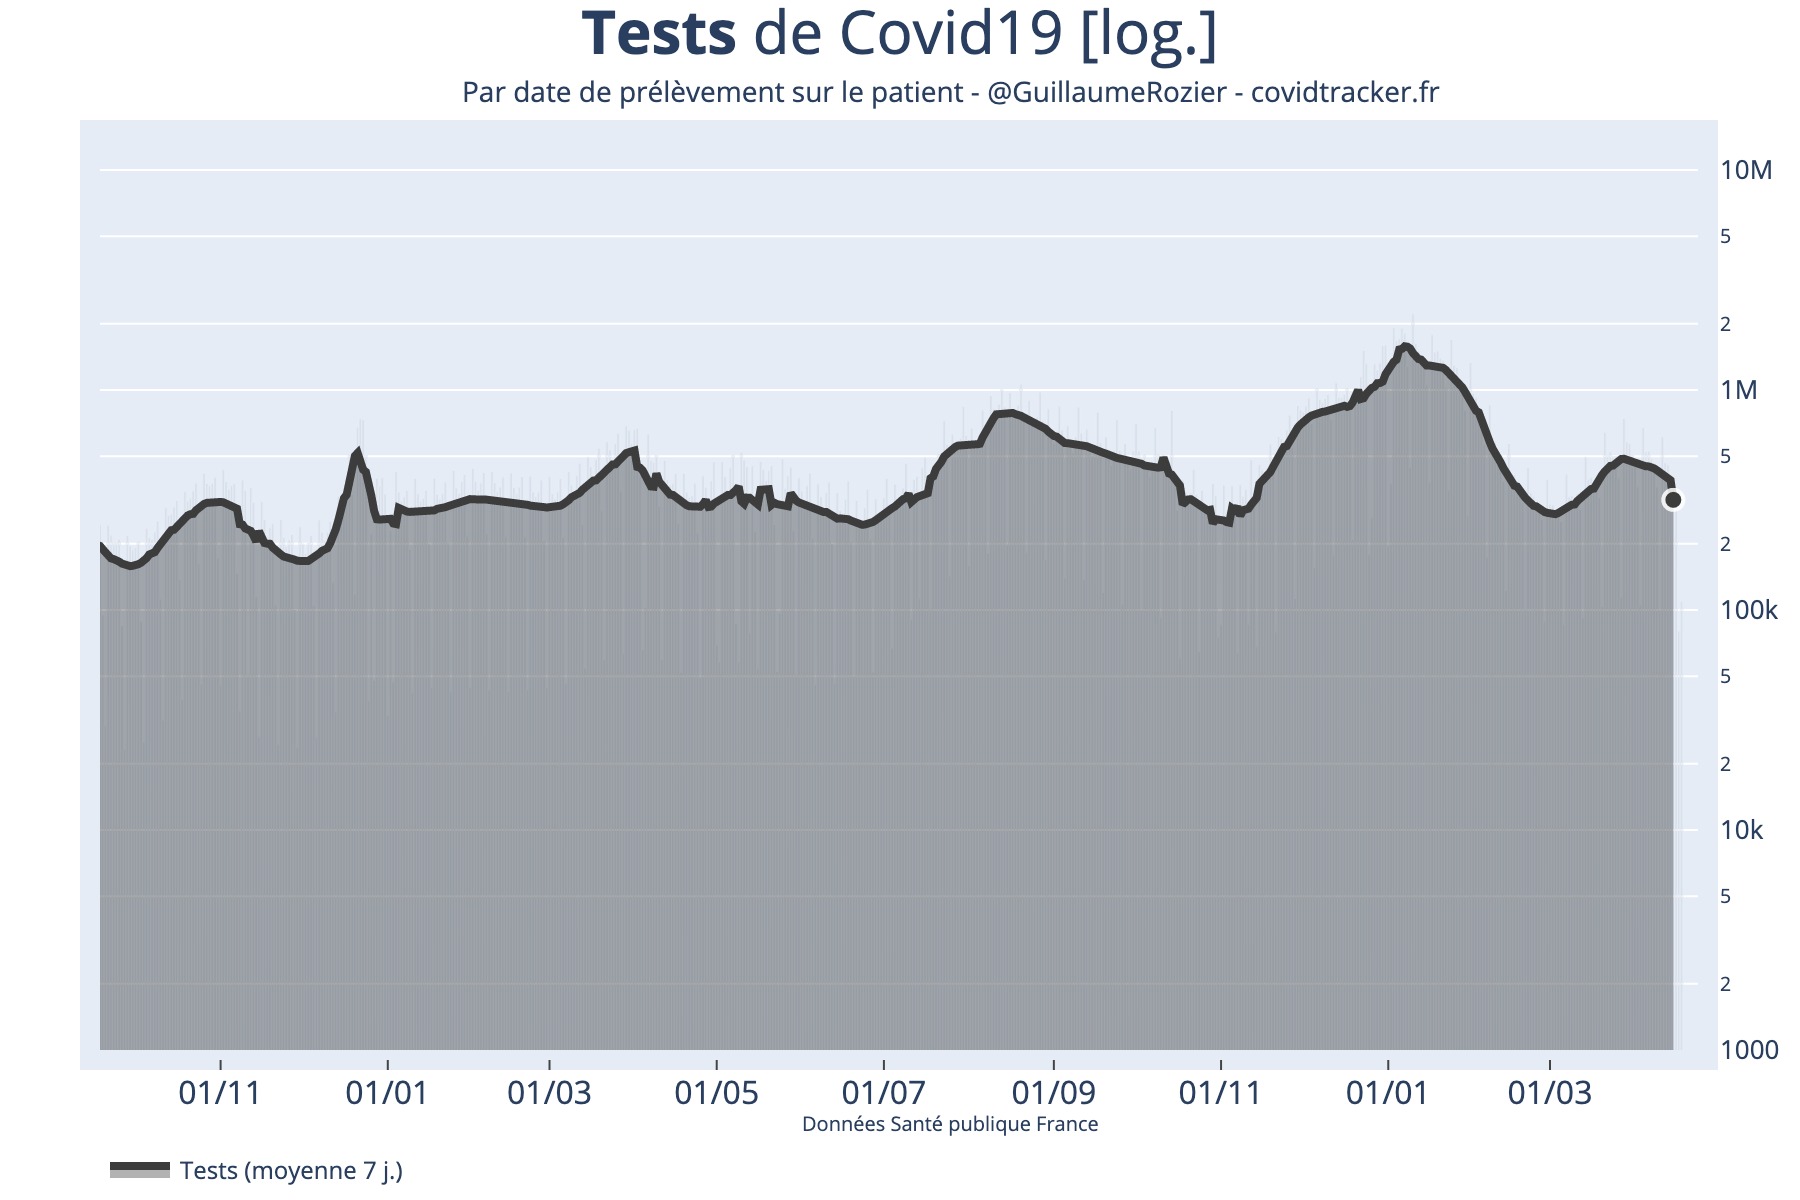 Tests de Covid19 [log.]
Par date de prélèvement sur le patient - @GuillaumeRozier - covidtracker.fr
10M
5
2
1M
5
2
100k
5
2
10k
5
2
1000
01/11 01/01 01/03 01/05 01/07 01/09 01/11 01/01 01/03
Données Santé publique France
Tests (moyenne 7 j.)